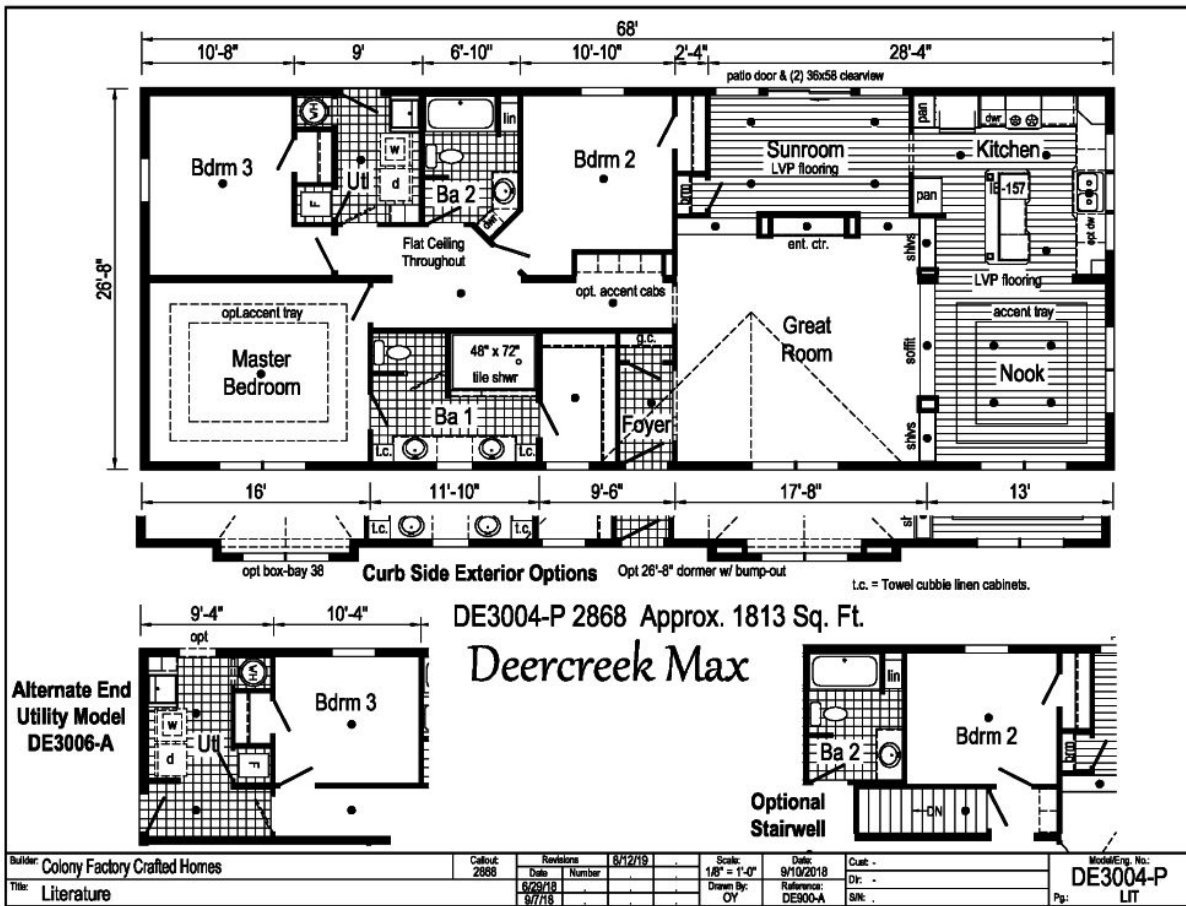 68'
10'-8" 9' 6'-10" 10'-10" 2'-4" 28'-4"
patio door & (2) 36x58 clearview
26'-8"
WH
lin
pan
dwr
Bdrm 3
w
Utl
d
F
Ba 2
dwr
Bdrm 2
Sunroom
LVP flooring
brm
Kitchen
IB-157
pan
opt dw
Flat Ceiling
Throughout
ent. ctr.
shlvs
LVP flooring
opt. accent cabs
opt.accent tray
Master
Bedroom
48" x 72"
tile shwr
Ba 1
t.c.
t.c.
g.c.
Foyer
Great
Room
soffit
accent tray
Nook
shlvs
16' 11'-10" 9'-6" 17'-8" 13'
t.c. t.c.
opt box-bay 38
Curb Side Exterior Options
Opt 26'-8" dormer w/ bump-out
t.c. = Towel cubbie linen cabinets.
DE3004-P 2868 Approx. 1813 Sq. Ft.
Deercreek Max
9'-4" 10'-4"
opt
Alternate End
Utility Model
DE3006-A
WH
w
Utl
d
F
Bdrm 3
lin
Ba 2
Bdrm 2
brm
Optional
Stairwell
DN
Builder: Colony Factory Crafted Homes
Title: Literature
Callout:
2868
Revisions 8/12/19
Date Number
6/29/18
9/7/18
Scale:
1/8" = 1'-0"
Drawn By:
OY
Date:
9/10/2018
Reference:
DE900-A
Cust: -
Dlr: -
S/N: .
Model/Eng. No.:
DE3004-P
Pg.: LIT